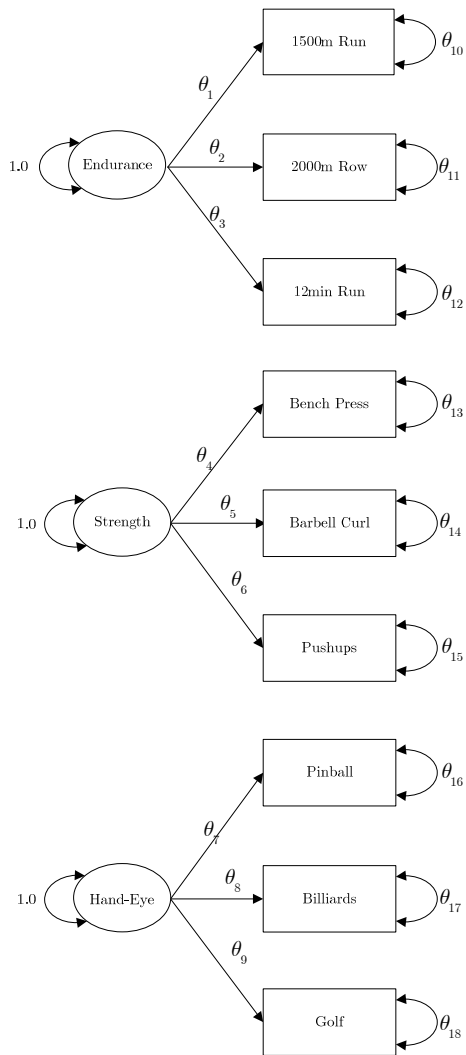 1500m Run
θ10
θ1
1.0
Endurance
θ2
2000m Row
θ11
θ3
12min Run
θ12
Bench Press
θ13
θ4
1.0
Strength
θ5
Barbell Curl
θ14
θ6
Pushups
θ15
Pinball
θ16
θ7
1.0
Hand-Eye
θ8
Billiards
θ17
θ9
Golf
θ18